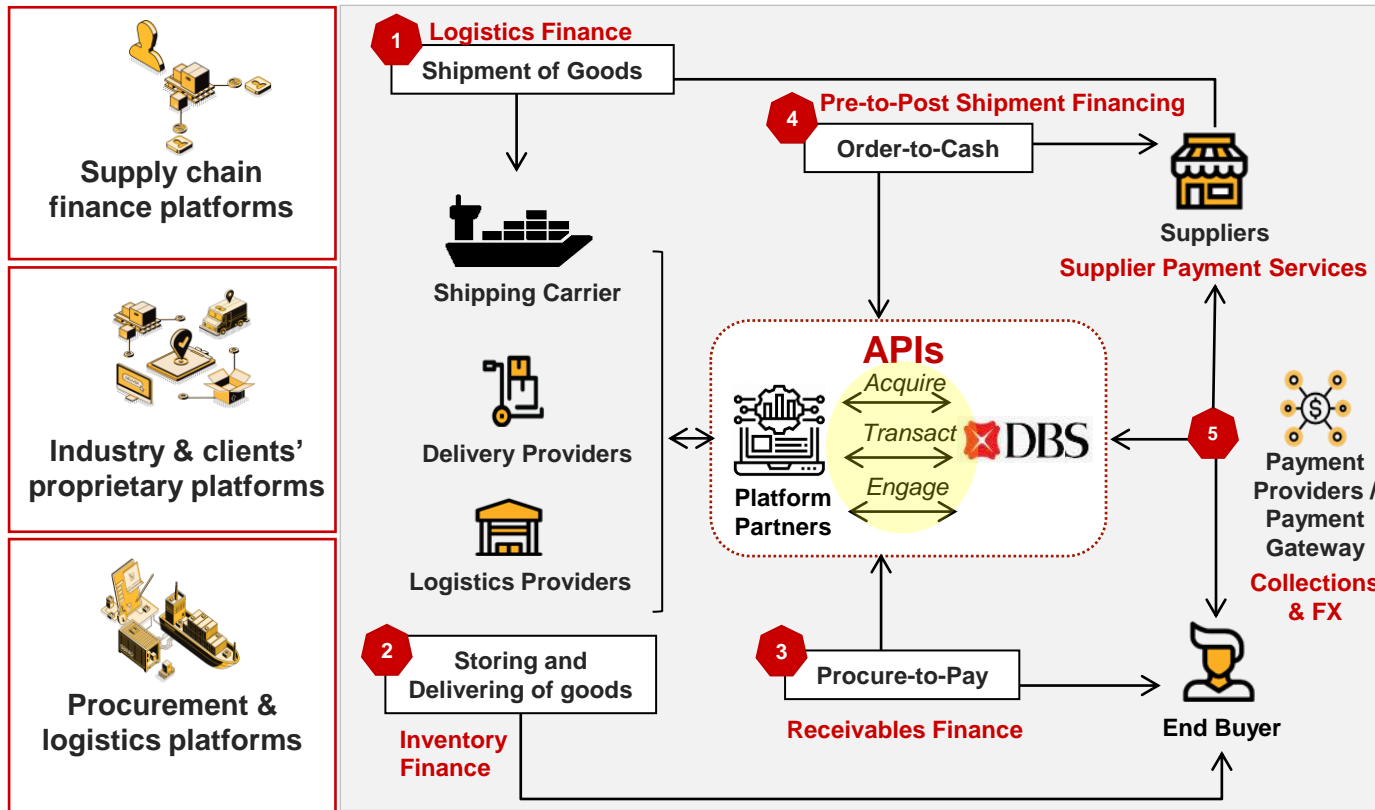 Supply chain
finance platforms
Industry & clients'
proprietary platforms
Procurement &
logistics platforms
1
Logistics Finance
Shipment of Goods
4
Pre-to-Post Shipment Financing
Order-to-Cash
Suppliers
Supplier Payment Services
Shipping Carrier
Delivery Providers
Logistics Providers
APIs
Acquire
Transact
Engage
Platform
Partners
DBS
5
$
Payment
Providers /
Payment
Gateway
Collections
& FX
2
Storing and
Delivering of goods
Inventory
Finance
3
Procure-to-Pay
Receivables Finance
End Buyer